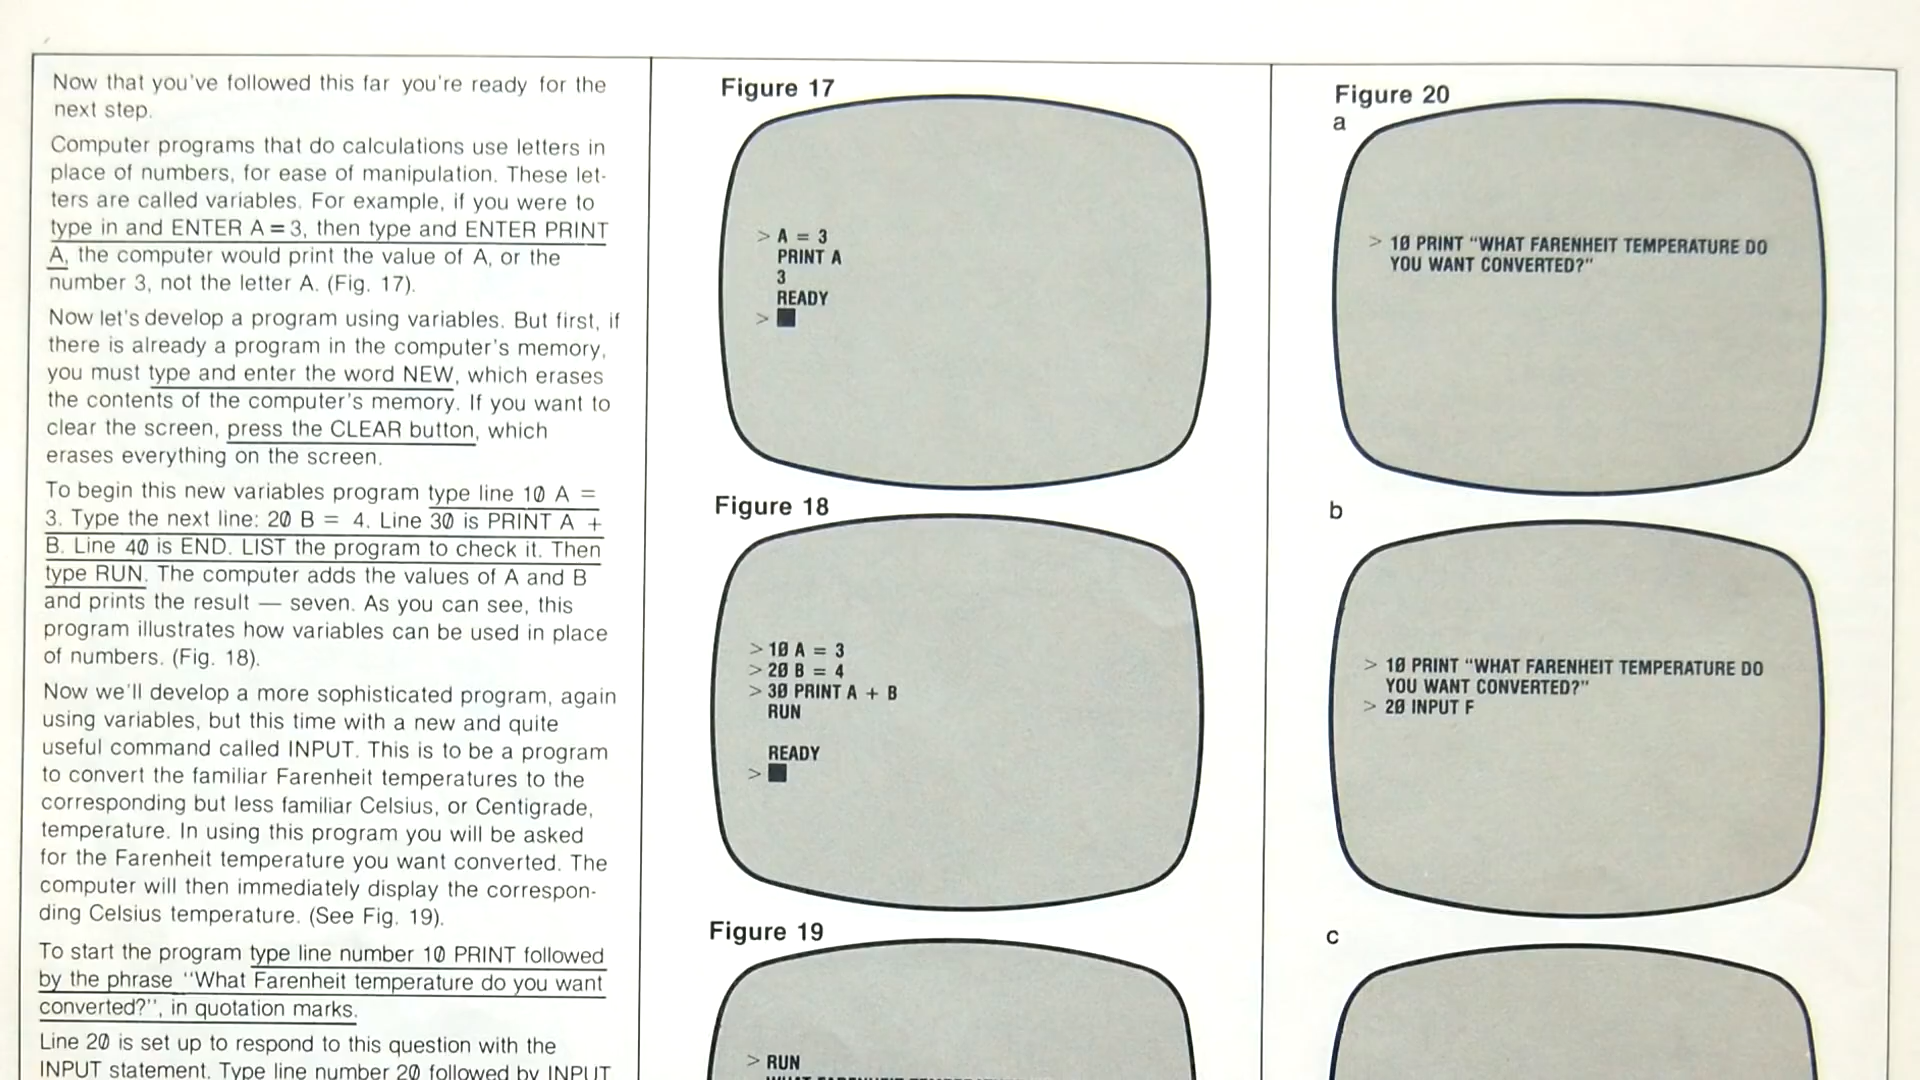 Now that you've followed this far you're ready for the
next step.
Computer programs that do calculations use letters in
place of numbers, for ease of manipulation. These let-
ters are called variables. For example, if you were to
type in and ENTER A = 3, then type and ENTER PRINT
A, the computer would print the value of A, or the
number 3, not the letter A. (Fig. 17).
Now let's develop a program using variables. But first, if
there is already a program in the computer's memory,
you must type and enter the word NEW, which erases
the contents of the computer's memory. If you want to
clear the screen, press the CLEAR button, which
erases everything on the screen.
To begin this new variables program type line 10 A =
3. Type the next line: 20 B = 4. Line 30 is PRINT A +
B. Line 40 is END. LIST the program to check it. Then
type RUN. The computer adds the values of A and B
and prints the result — seven. As you can see, this
program illustrates how variables can be used in place
of numbers. (Fig. 18).
Now we'll develop a more sophisticated program, again
using variables, but this time with a new and quite
useful command called INPUT. This is to be a program
to convert the familiar Farenheit temperatures to the
corresponding but less familiar Celsius, or Centigrade,
temperature. In using this program you will be asked
for the Farenheit temperature you want converted. The
computer will then immediately display the correspon-
ding Celsius temperature. (See Fig. 19).
To start the program type line number 10 PRINT followed
by the phrase "What Farenheit temperature do you want
converted?", in quotation marks.
Line 20 is set up to respond to this question with the
INPUT statement. Type line number 20 followed by INPUT
Figure 17
> A = 3
PRINT A
3
READY
>
Figure 18
> 10 A = 3
> 20 B = 4
> 30 PRINT A + B
RUN
READY
>
Figure 19
> RUN
Figure 20
a
> 10 PRINT "WHAT FARENHEIT TEMPERATURE DO
YOU WANT CONVERTED?"
b
> 10 PRINT "WHAT FARENHEIT TEMPERATURE DO
YOU WANT CONVERTED?"
> 20 INPUT F
c